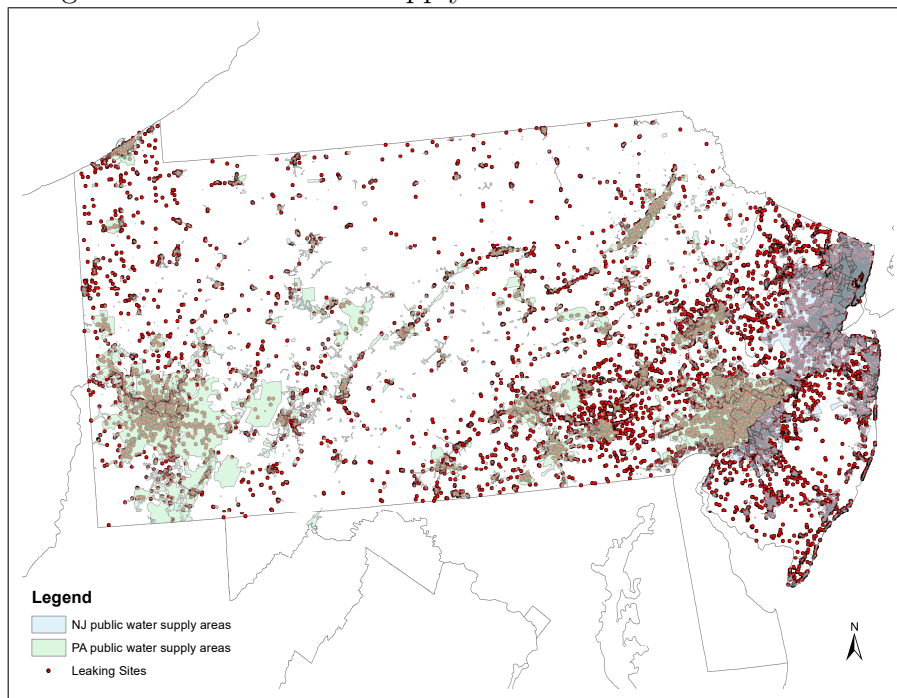 Legend
NJ public water supply areas
PA public water supply areas
Leaking Sites
N